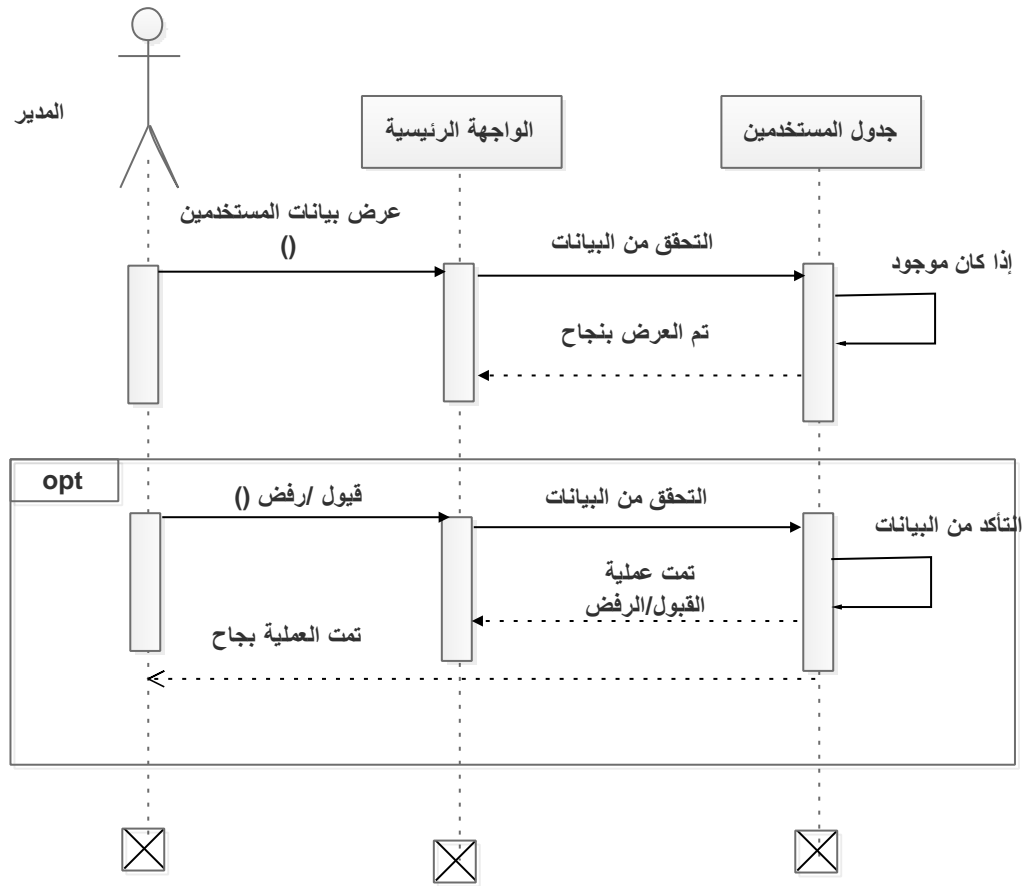 المدير
الواجهة الرئيسية
جدول المستخدمين
عرض بيانات المستخدمين
()
التحقق من البيانات
إذا كان موجود
تم العرض بنجاح
opt
قيول /رفض ()
التحقق من البيانات
التأكد من البيانات
تمت عملية
القبول/الرفض
تمت العملية بجاح